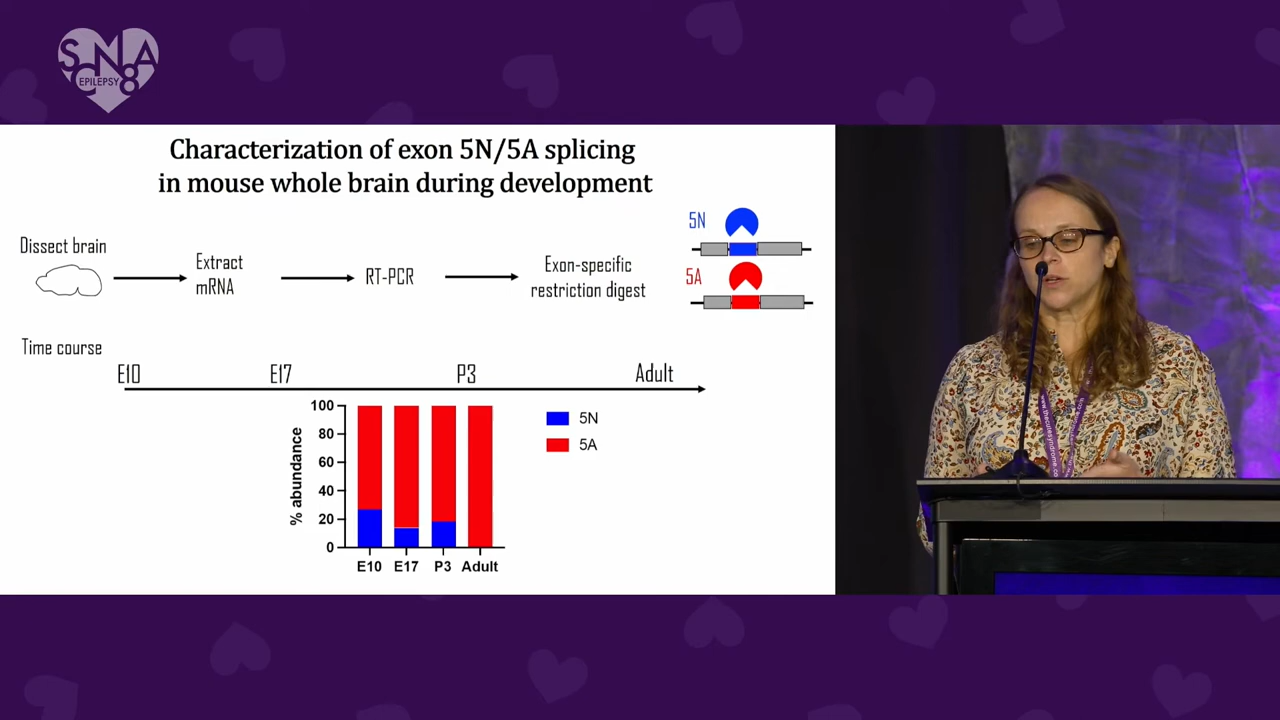 SCN8A
EPILEPSY
Characterization of exon 5N/5A splicing
in mouse whole brain during development
Dissect brain
Extract
mRNA
RT-PCR
Exon-specific
restriction digest
5N
5A
Time course
E10
E17
P3
Adult
100
80
60
40
20
0
% abundance
E10
E17
P3
Adult
5N
5A